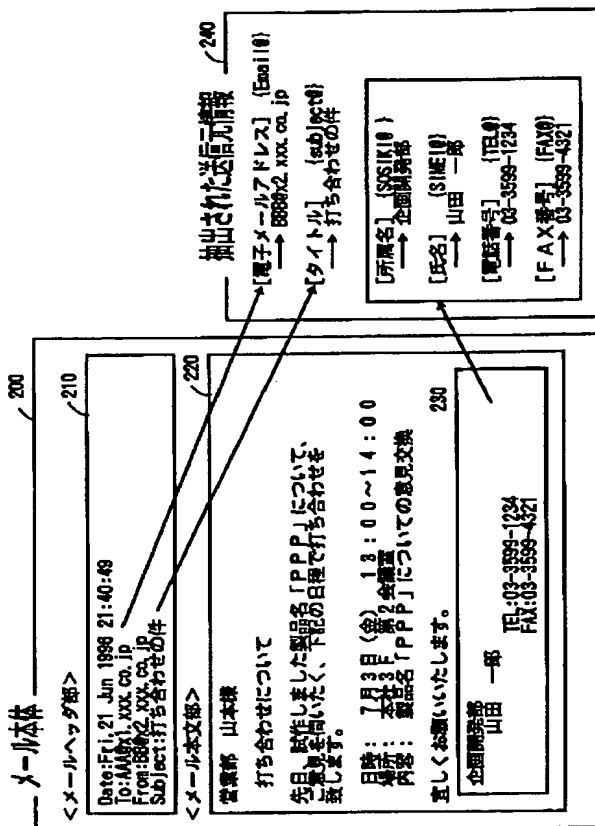 メール本体
200
<メールヘッダ部>
210
Date:Fri, 21 Jun 1996 21:40:49
To:AAA@x1.xxx.co.jp
From:BBB@x2.xxx.co.jp
Subject:打ち合わせの件
<メール本文部>
220
営業部 山本様
打ち合わせについて
先日、試作しました製品名「PPP」について、
ご意見を伺いたく、下記の日程で打ち合わせを
致します。
日時: 7月3日(金) 13:00~14:00
場所: 本社3F 第2会議室
内容: 製品名「PPP」についての意見交換
宜しくお願いいたします。
230
企画開発部
山田 一郎
TEL:03-3599-1234
FAX:03-3599-4321
抽出された送信元情報
240
[電子メールアドレス] {Email@}
→BBB@x2.xxx.co.jp
[タイトル] {subject@}
→打ち合わせの件
[所属名] {SOSIKI@}
→企画開発部
[氏名] {SIMEI@}
→山田 一郎
[電話番号] {TEL@}
→03-3599-1234
[FAX番号] {FAX@}
→03-3599-4321